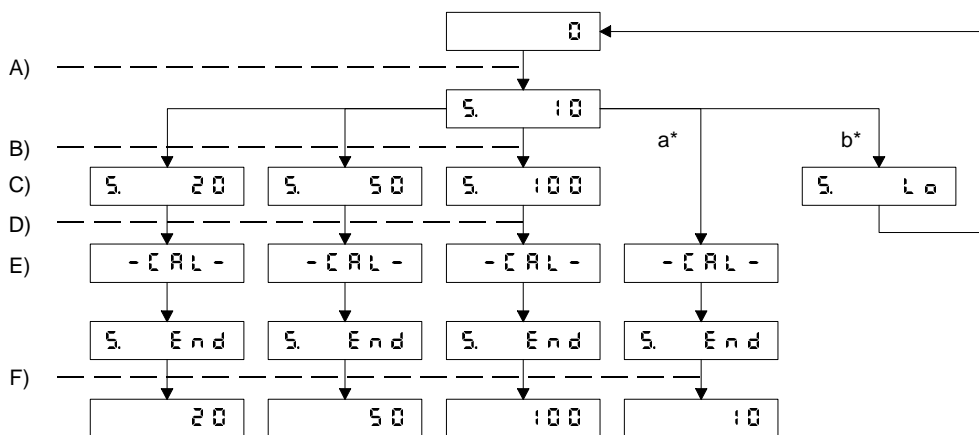 0
A)
S. 10
B)
a*
b*
C)
S. 20
S. 50
S. 100
S. Lo
D)
E)
-CAL-
-CAL-
-CAL-
-CAL-
S. End
S. End
S. End
S. End
F)
20
50
100
10